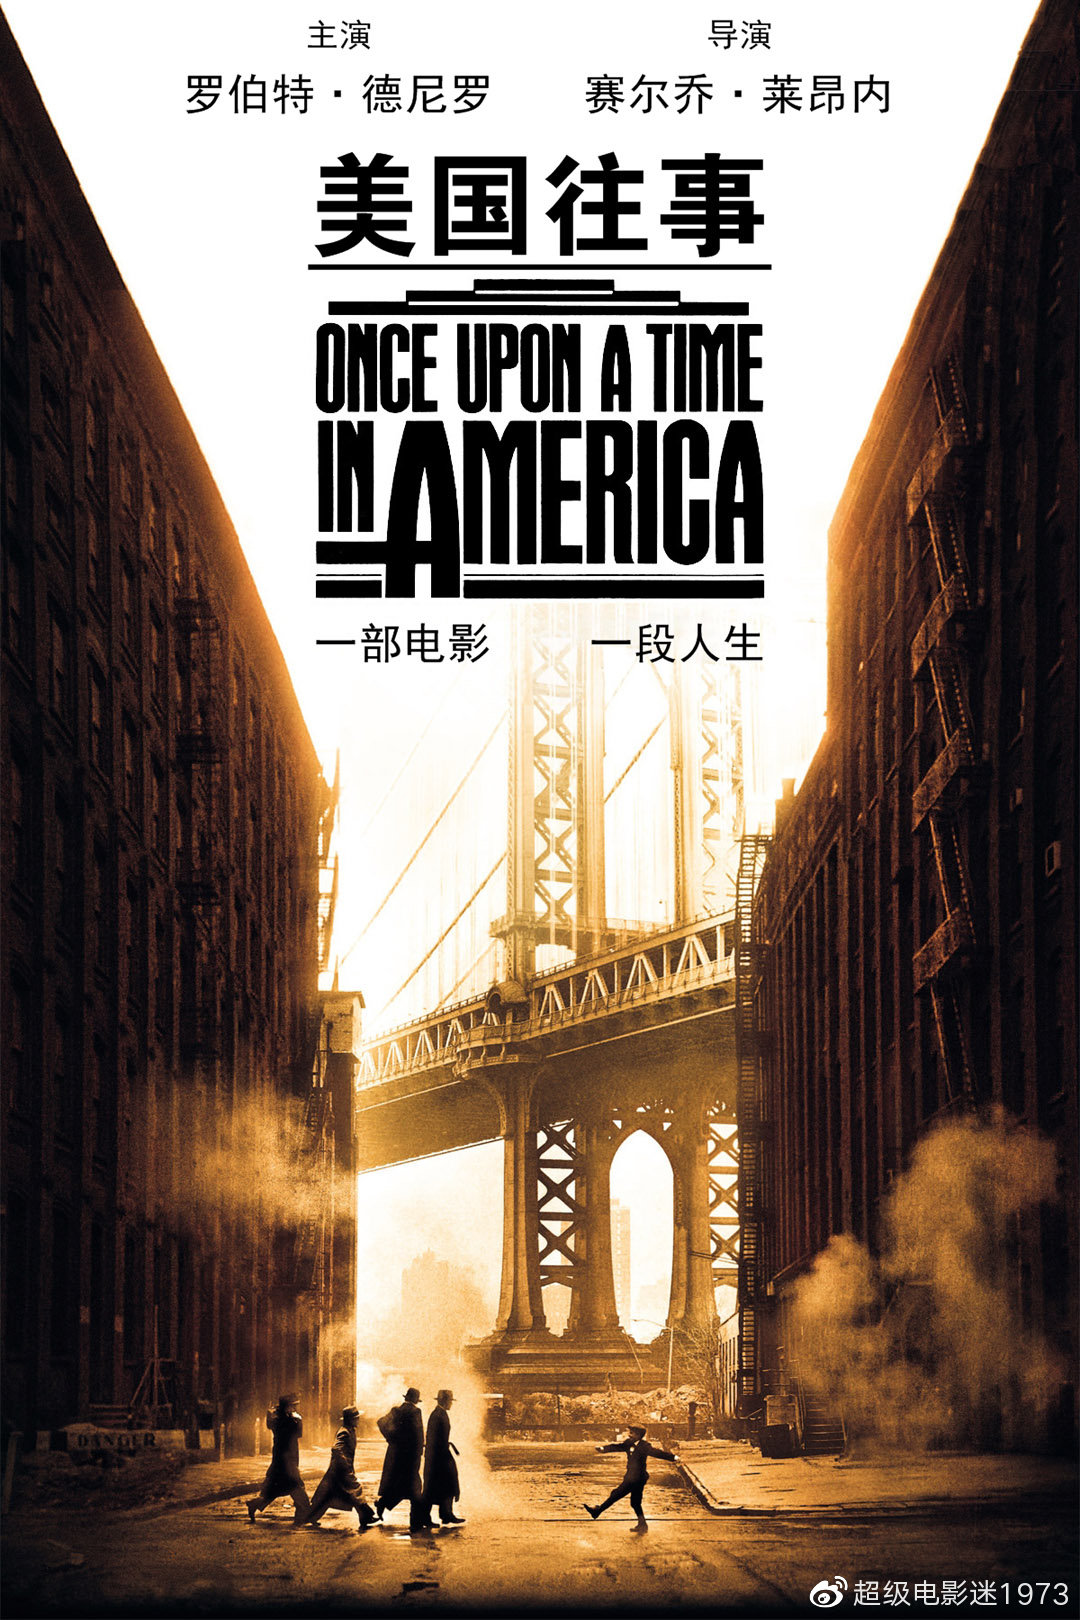 主演 导演
罗伯特·德尼罗 赛尔乔·莱昂内
美国往事
ONCE UPON A TIME
IN AMERICA
一部电影 一段人生
DANGER
超级电影迷1973